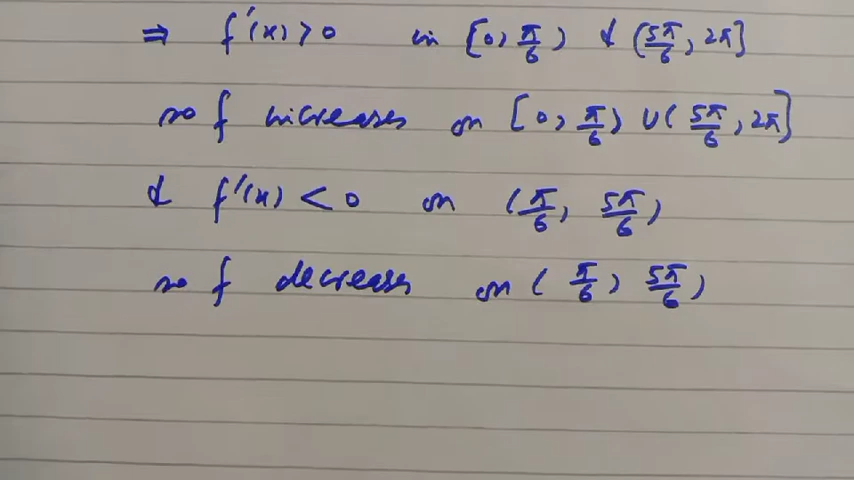 ⇒ f'(x) > 0 in [0, π/6) & (5π/6, 2π]
so f increases on [0, π/6) ∪ (5π/6, 2π]
& f'(x) < 0 on (π/6, 5π/6)
so f decreases on (π/6, 5π/6)